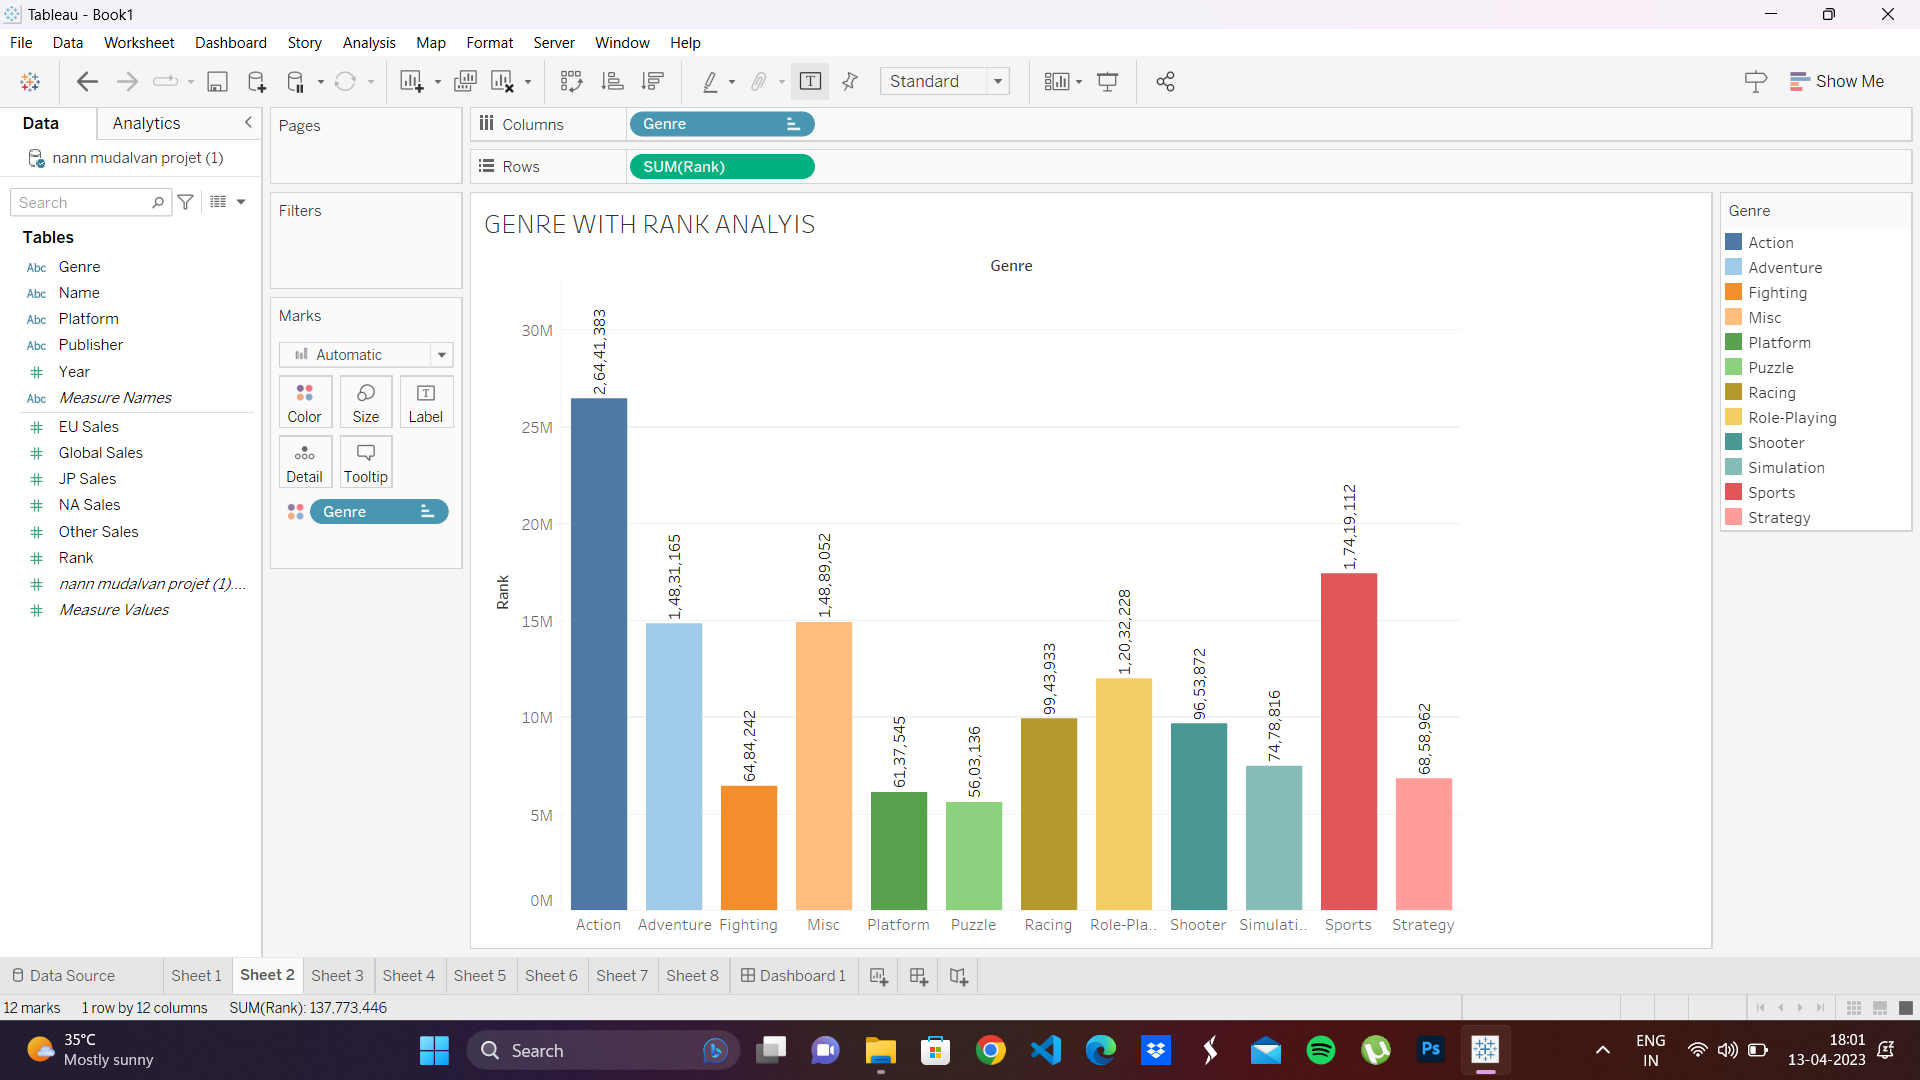 Tableau - Book1
File Data Worksheet Dashboard Story Analysis Map Format Server Window Help
Standard
Show Me
Data Analytics
nann mudalvan projet (1)
Search
Tables
Abc Genre
Abc Name
Abc Platform
Abc Publisher
Year
Abc Measure Names
EU Sales
Global Sales
JP Sales
NA Sales
Other Sales
Rank
nann mudalvan projet (1)....
Measure Values
Pages
Filters
Marks
Automatic
Color Size Label
Detail Tooltip
Genre
Columns Genre
Rows SUM(Rank)
GENRE WITH RANK ANALYIS
Genre
Rank
30M
25M
20M
15M
10M
5M
0M
2,64,41,383
1,48,31,165
64,84,242
1,48,89,052
61,37,545
56,03,136
99,43,933
1,20,32,228
96,53,872
74,78,816
1,74,19,112
68,58,962
Action Adventure Fighting Misc Platform Puzzle Racing Role-Pla.. Shooter Simulati.. Sports Strategy
Genre
Action
Adventure
Fighting
Misc
Platform
Puzzle
Racing
Role-Playing
Shooter
Simulation
Sports
Strategy
Data Source Sheet 1 Sheet 2 Sheet 3 Sheet 4 Sheet 5 Sheet 6 Sheet 7 Sheet 8 Dashboard 1
12 marks 1 row by 12 columns SUM(Rank): 137,773,446
35°C
Mostly sunny
Search
Ps
ENG
IN
18:01
13-04-2023